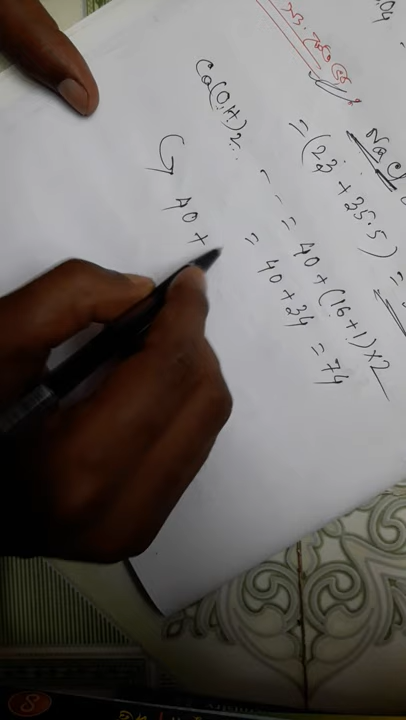 NaCl
= (23 + 35.5) =
Ca(OH)2
= 40 + (16+1)×2
= 40 + 34 = 74
↳ 40 +